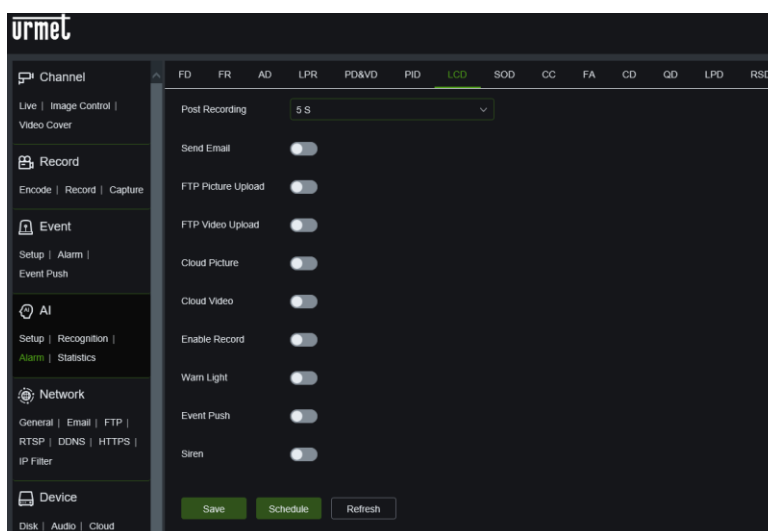 urmet
Channel
Live | Image Control |
Video Cover
Record
Encode | Record | Capture
Event
Setup | Alarm |
Event Push
AI
Setup | Recognition |
Alarm | Statistics
Network
General | Email | FTP |
RTSP | DDNS | HTTPS |
IP Filter
Device
Disk | Audio | Cloud
FD FR AD LPR PD&VD PID LCD SOD CC FA CD QD LPD RSD
Post Recording 5 S
Send Email
FTP Picture Upload
FTP Video Upload
Cloud Picture
Cloud Video
Enable Record
Warn Light
Event Push
Siren
Save Schedule Refresh